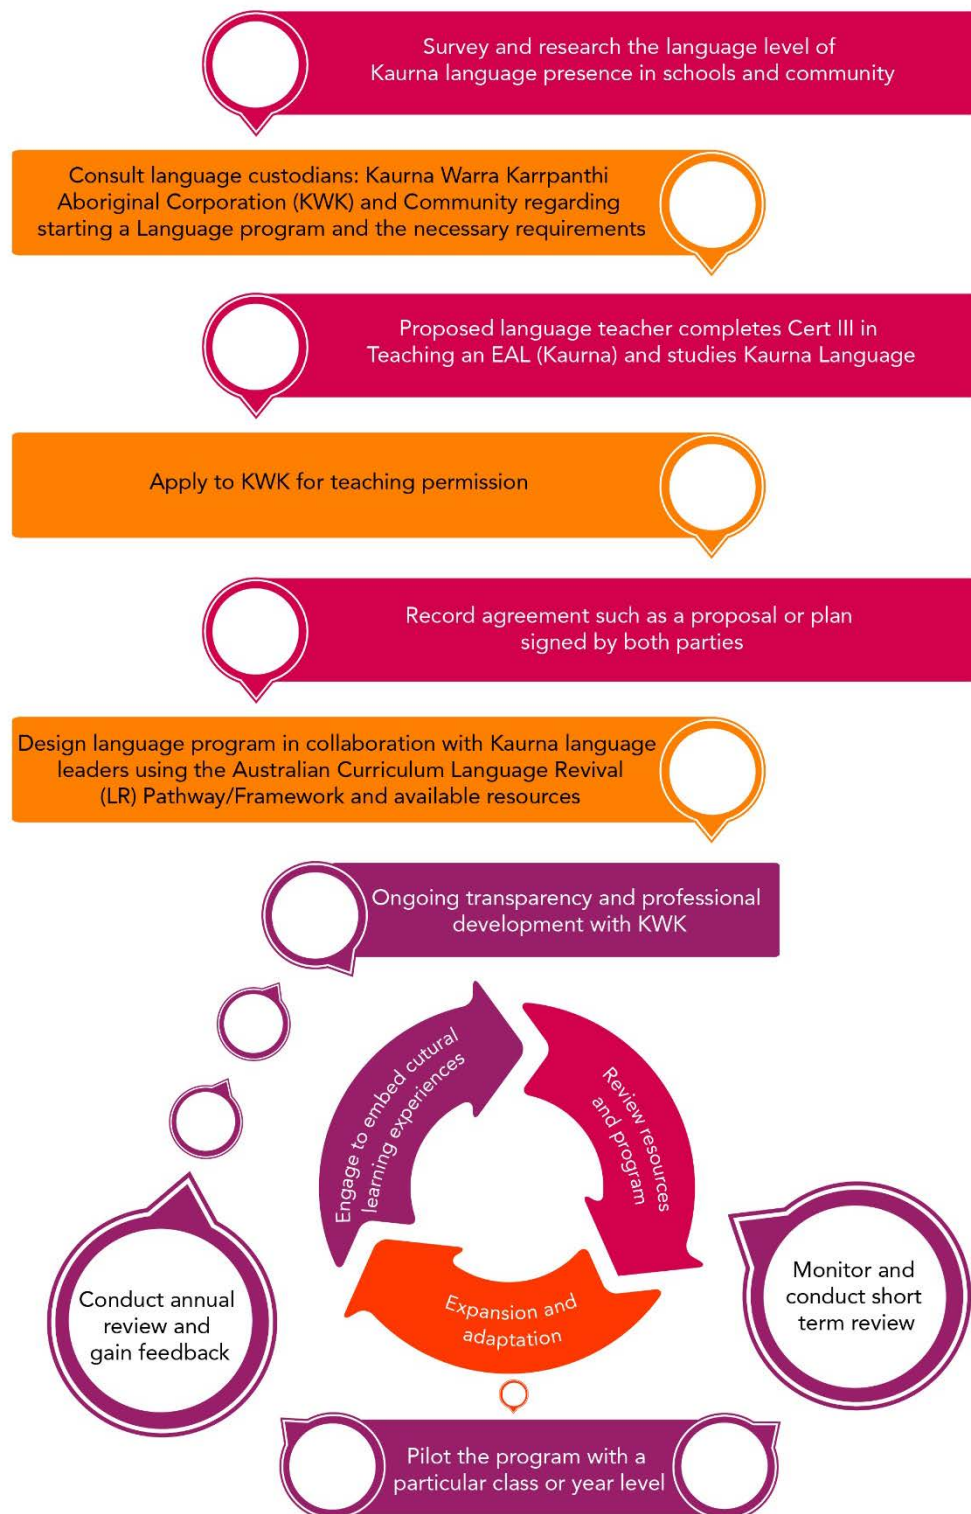 Survey and research the language level of
Kaurna language presence in schools and community
Consult language custodians: Kaurna Warra Karrpanthi
Aboriginal Corporation (KWK) and Community regarding
starting a Language program and the necessary requirements
Proposed language teacher completes Cert III in
Teaching an EAL (Kaurna) and studies Kaurna Language
Apply to KWK for teaching permission
Record agreement such as a proposal or plan
signed by both parties
Design language program in collaboration with Kaurna language
leaders using the Australian Curriculum Language Revival
(LR) Pathway/Framework and available resources
Ongoing transparency and professional
development with KWK
Engage to embed cutural
learning experiences
Review resources
and program
Expansion and
adaptation
Conduct annual
review and
gain feedback
Monitor and
conduct short
term review
Pilot the program with a
particular class or year level